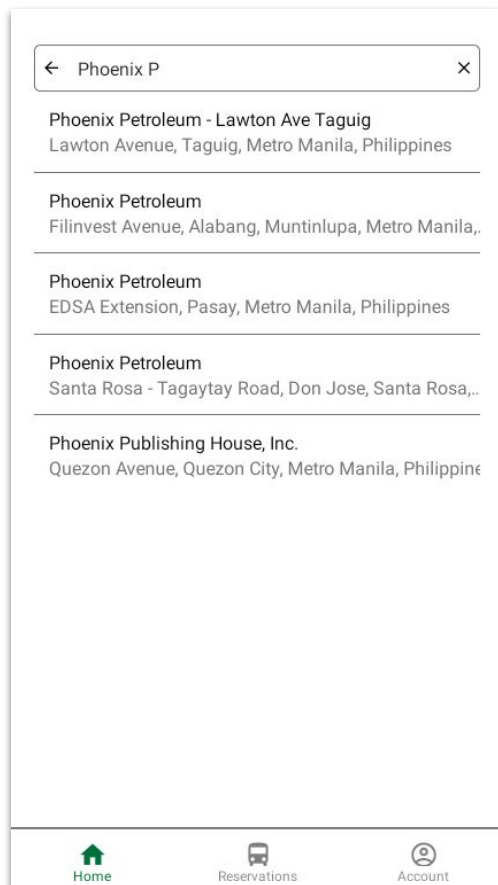 Phoenix P
Phoenix Petroleum - Lawton Ave Taguig
Lawton Avenue, Taguig, Metro Manila, Philippines
Phoenix Petroleum
Filinvest Avenue, Alabang, Muntinlupa, Metro Manila,..
Phoenix Petroleum
EDSA Extension, Pasay, Metro Manila, Philippines
Phoenix Petroleum
Santa Rosa - Tagaytay Road, Don Jose, Santa Rosa,...
Phoenix Publishing House, Inc.
Quezon Avenue, Quezon City, Metro Manila, Philippine
Home Reservations Account